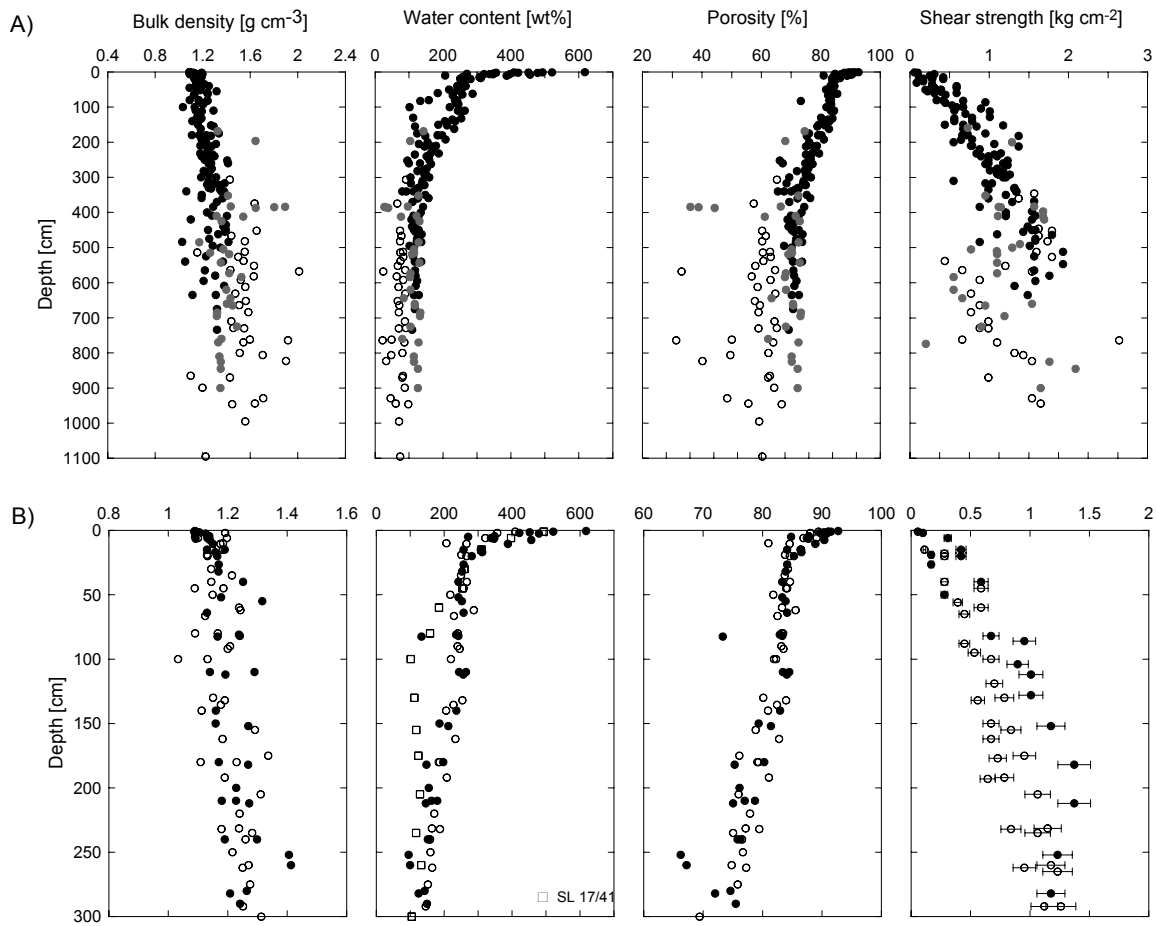 A)
Bulk density [g cm-3]
Water content [wt%]
Porosity [%]
Shear strength [kg cm-2]
0.4 0.8 1.2 1.6 2 2.4
0 200 400 600
20 40 60 80 100
0 1 2 3
Depth [cm]
0
100
200
300
400
500
600
700
800
900
1000
1100
B)
0.8 1 1.2 1.4 1.6
0 200 400 600
60 70 80 90 100
0 0.5 1 1.5 2
Depth [cm]
0
50
100
150
200
250
300
SL 17/41